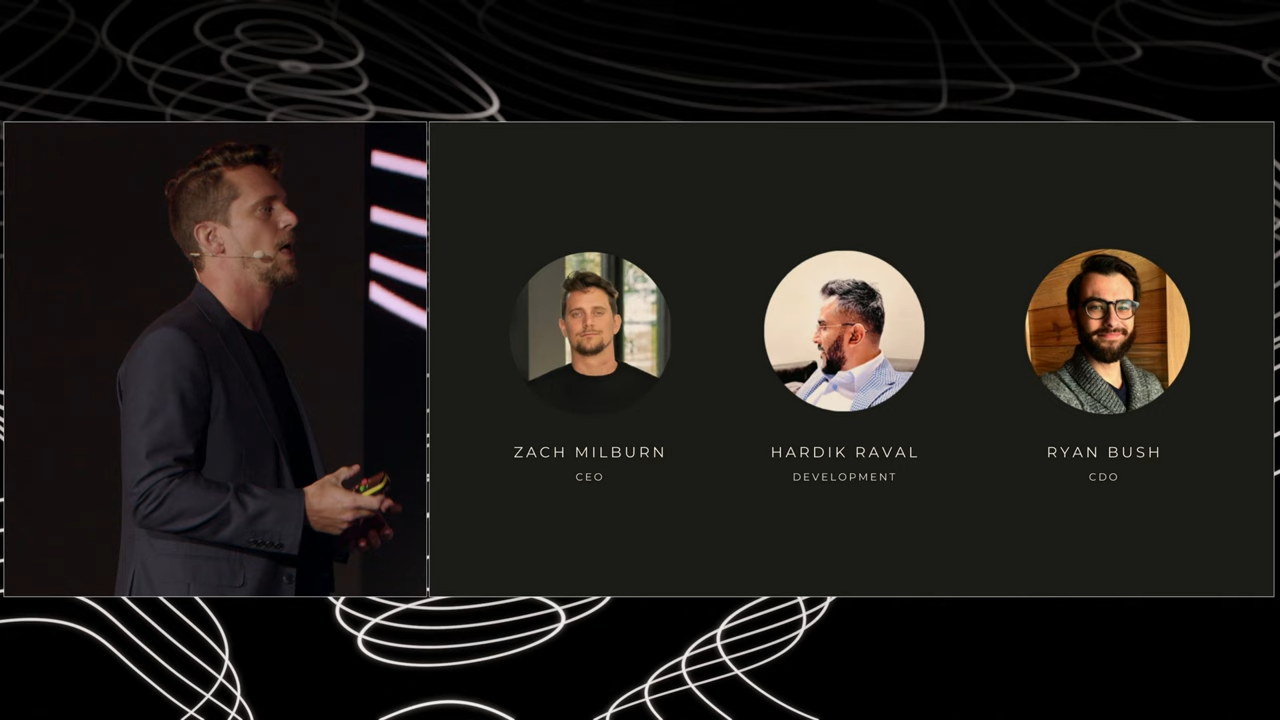 ZACH MILBURN
CEO
HARDIK RAVAL
DEVELOPMENT
RYAN BUSH
CDO